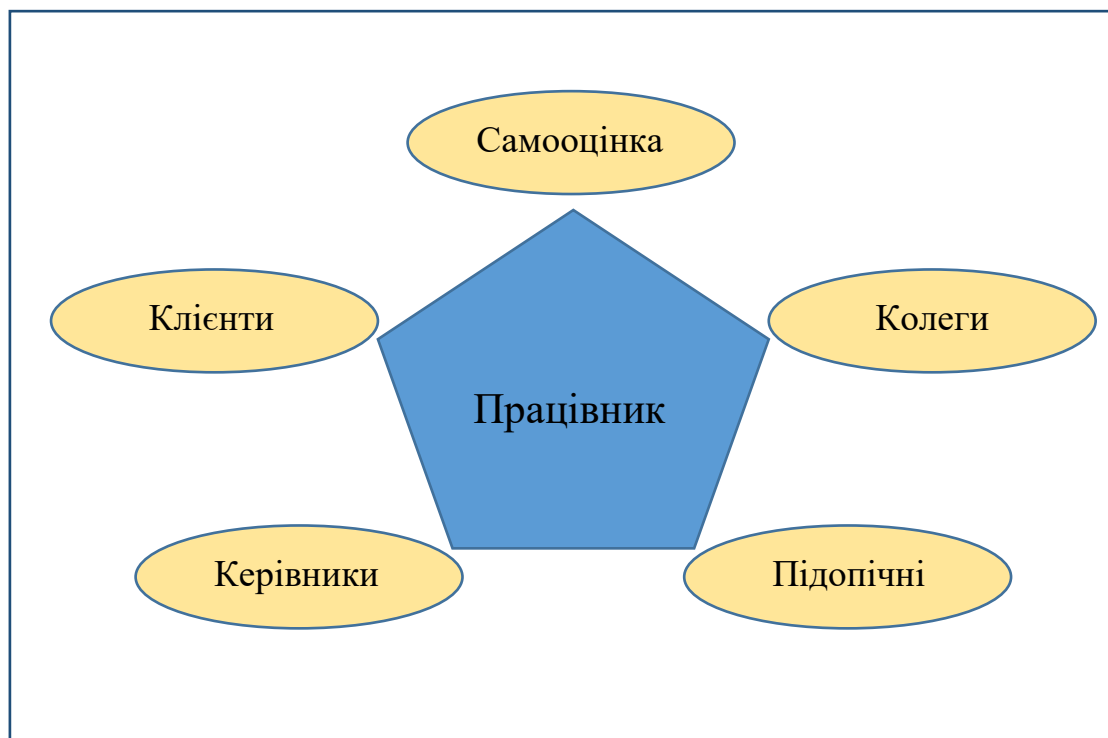 Самооцінка
Клієнти
Колеги
Працівник
Керівники
Підопічні